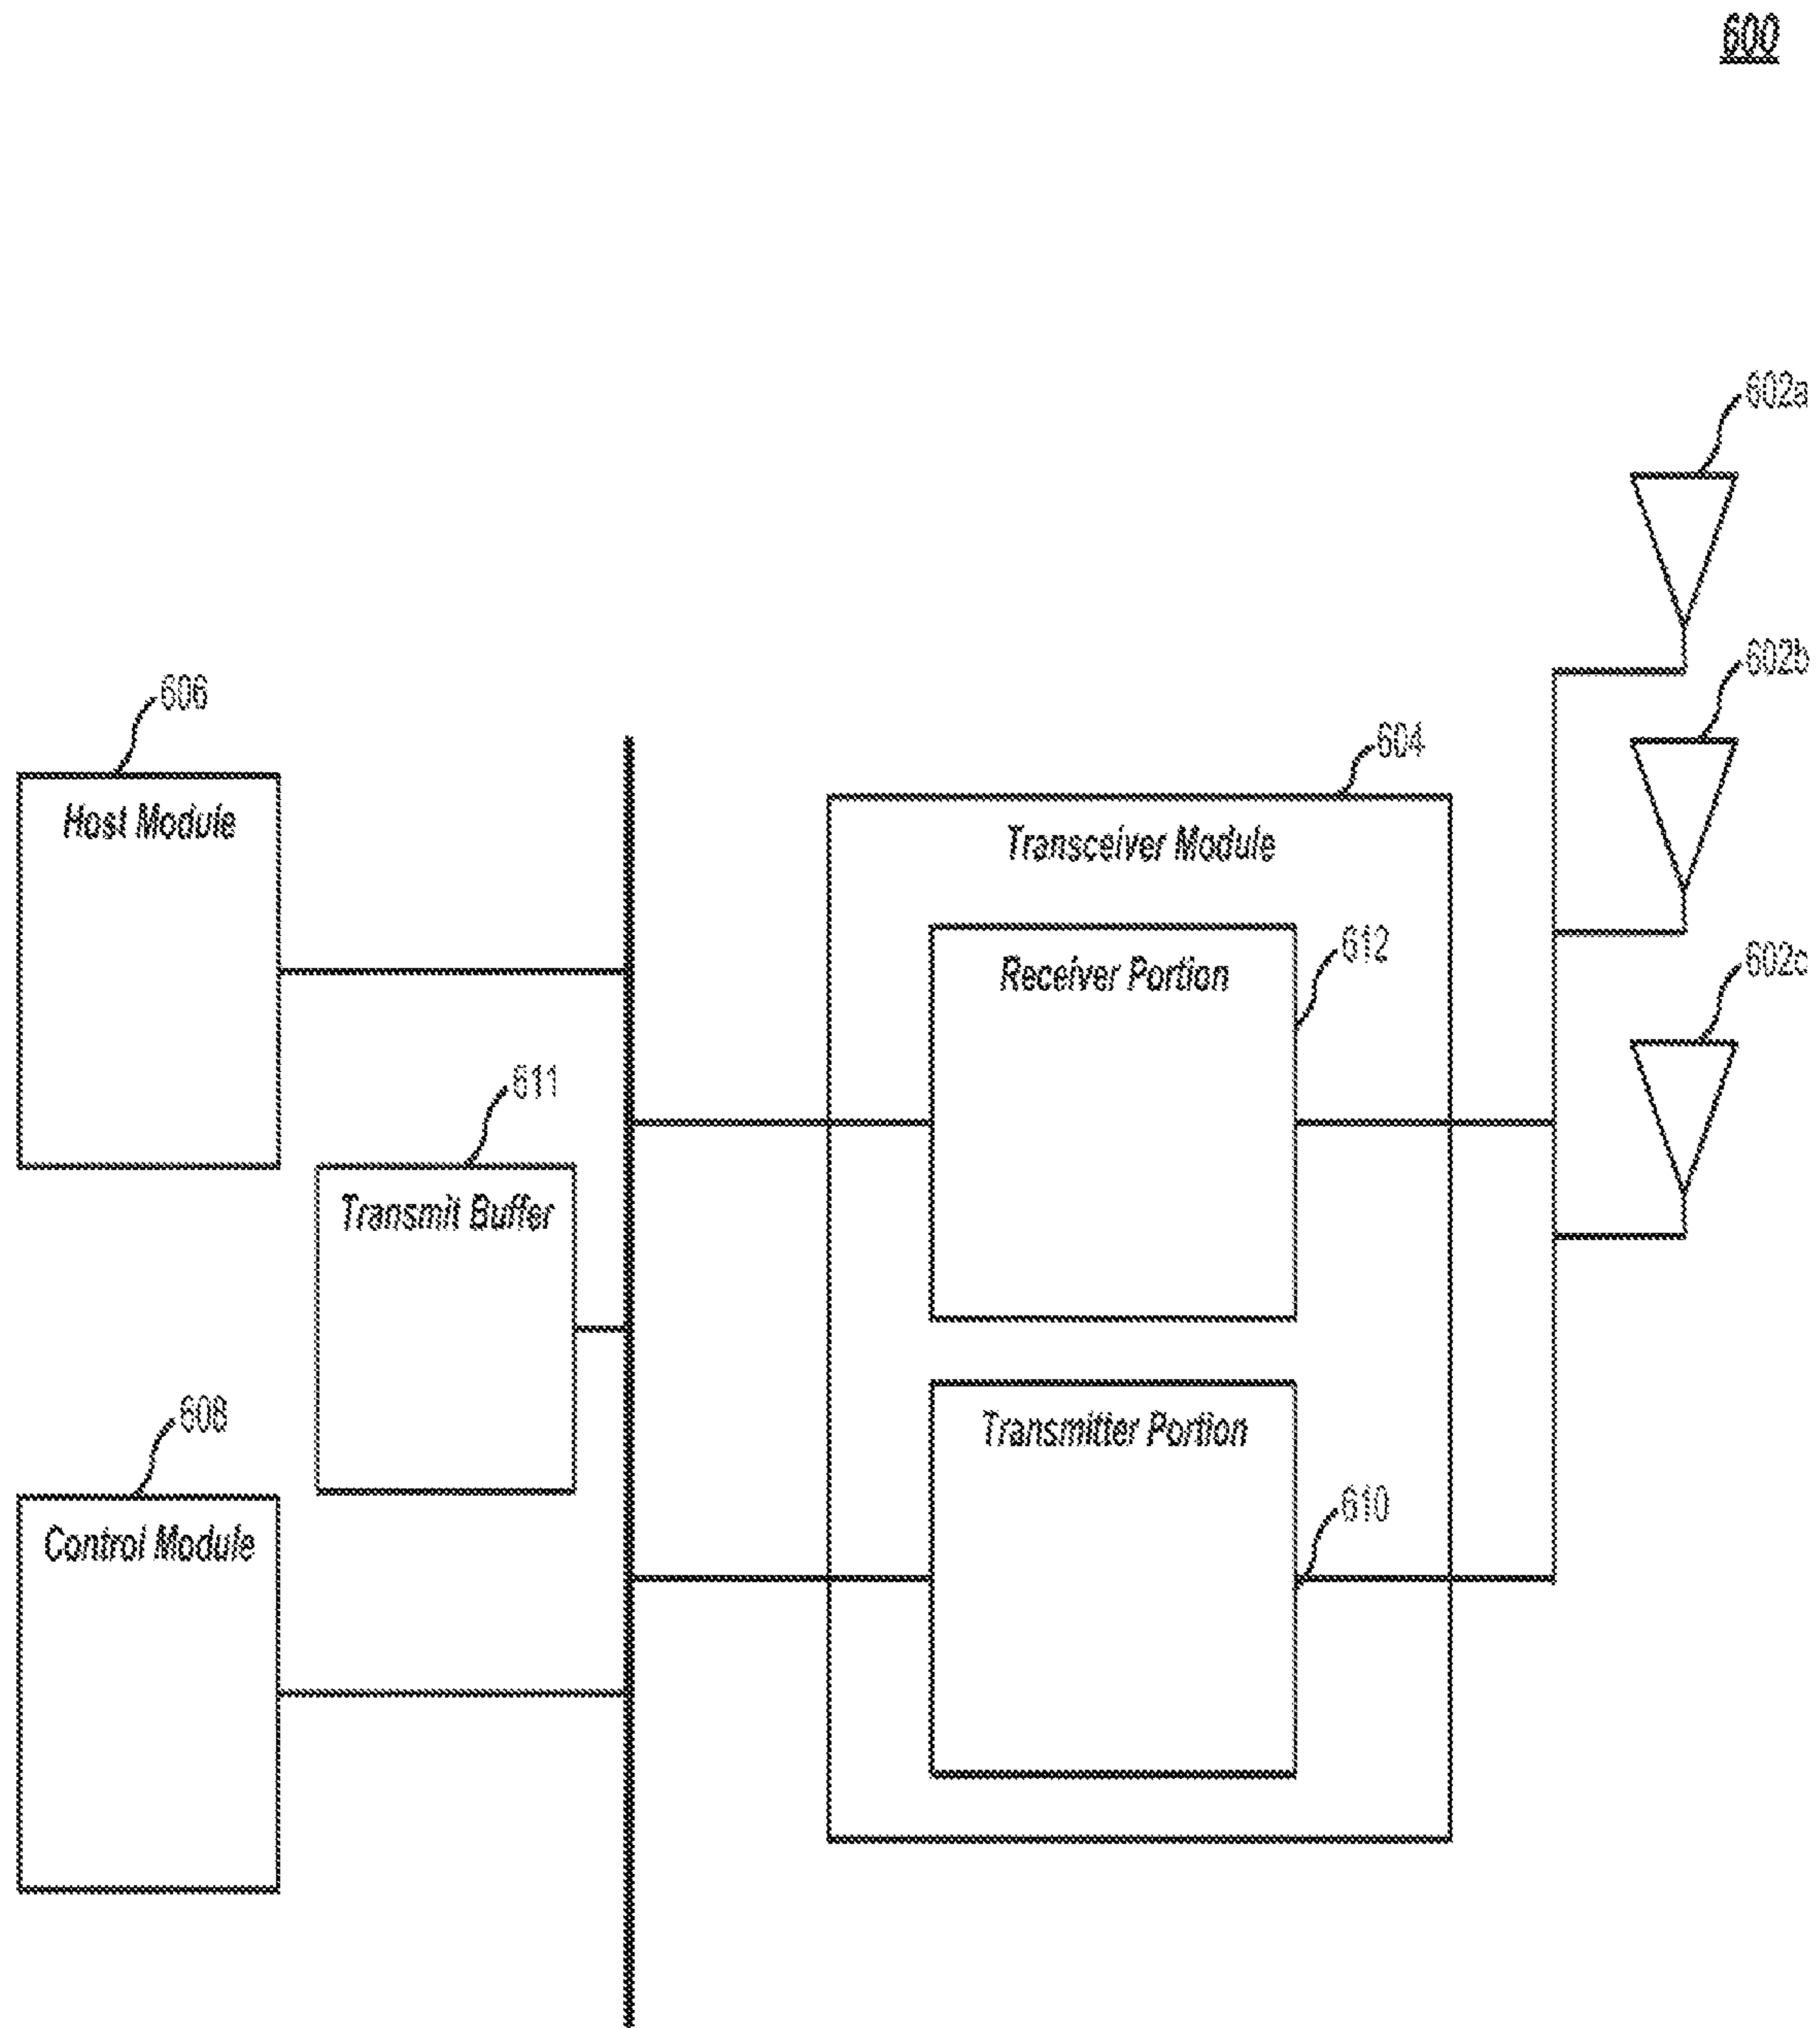 600
602a
602b
606
604
Host Module
Transceiver Module
612
602c
Receiver Portion
611
Transmit Buffer
608
Transmitter Portion
610
Control Module